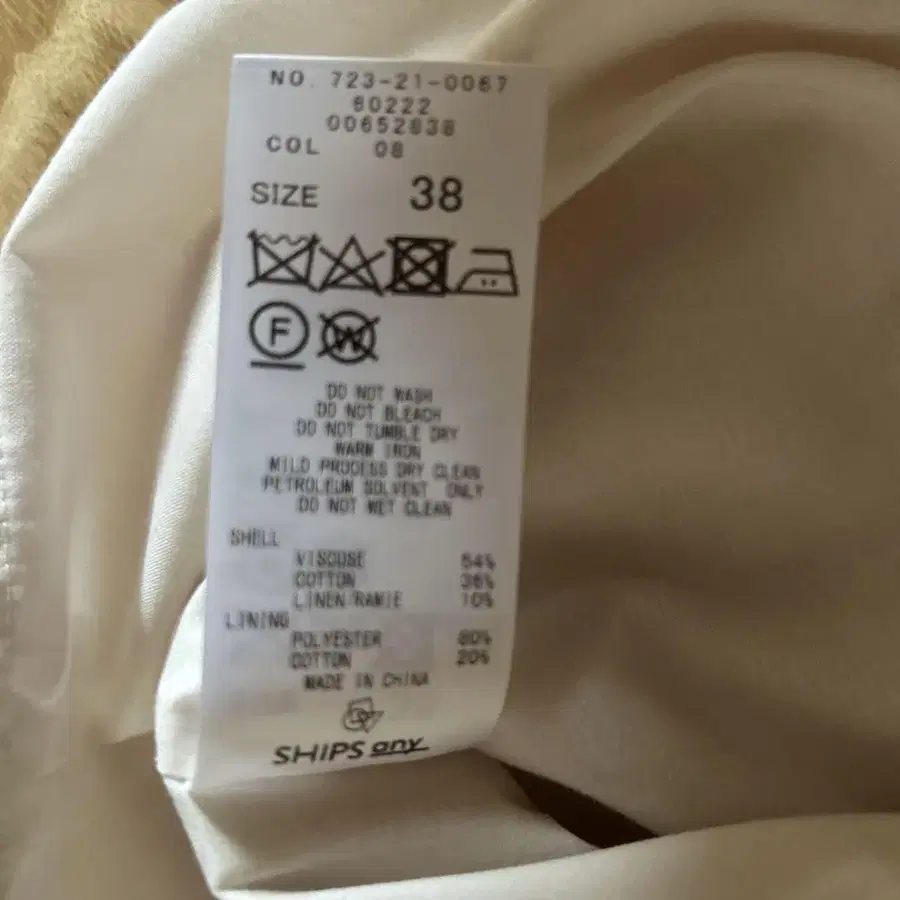 NO. 723-21-0067
60222
00652838
COL 08
SIZE 38
F
W
DO NOT WASH
DO NOT BLEACH
DO NOT TUMBLE DRY
WARM IRON
MILD PROCESS DRY CLEAN
PETROLEUM SOLVENT ONLY
DO NOT WET CLEAN
SHELL
VISCOSE 54%
COTTON 36%
LINEN/RAMIE 10%
LINING
POLYESTER 80%
COTTON 20%
MADE IN CHINA
SHIPS any